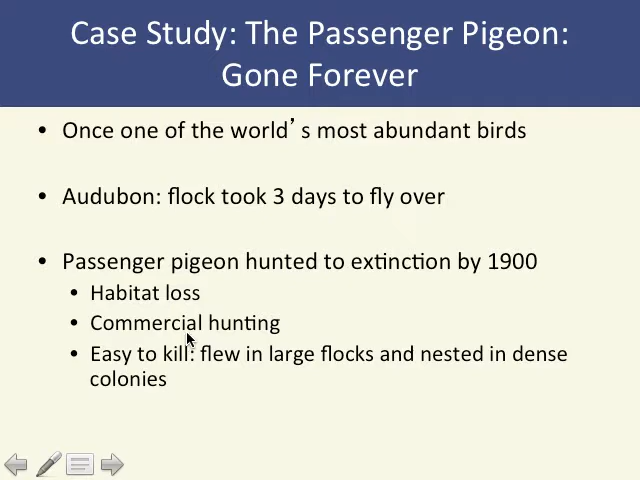 Case Study: The Passenger Pigeon:
Gone Forever
• Once one of the world’s most abundant birds
• Audubon: flock took 3 days to fly over
• Passenger pigeon hunted to extinction by 1900
• Habitat loss
• Commercial hunting
• Easy to kill: flew in large flocks and nested in dense
colonies